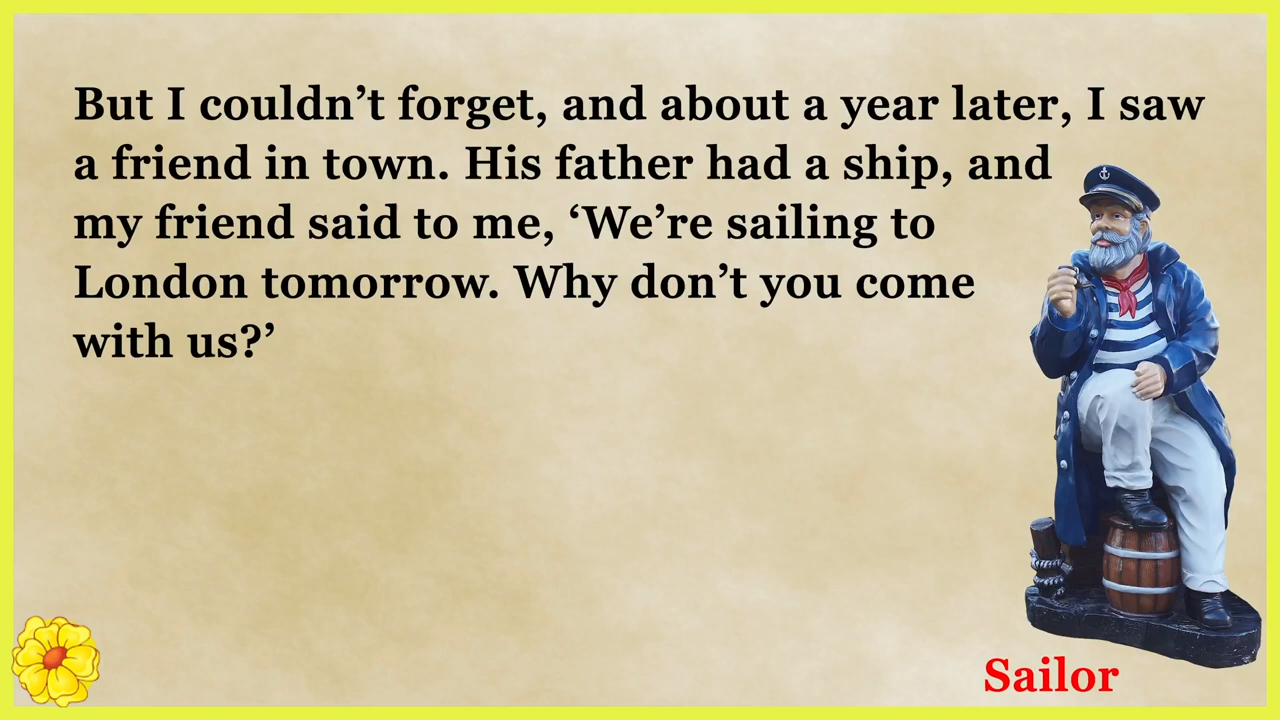 But I couldn’t forget, and about a year later, I saw
a friend in town. His father had a ship, and
my friend said to me, ‘We’re sailing to
London tomorrow. Why don’t you come
with us?’
Sailor